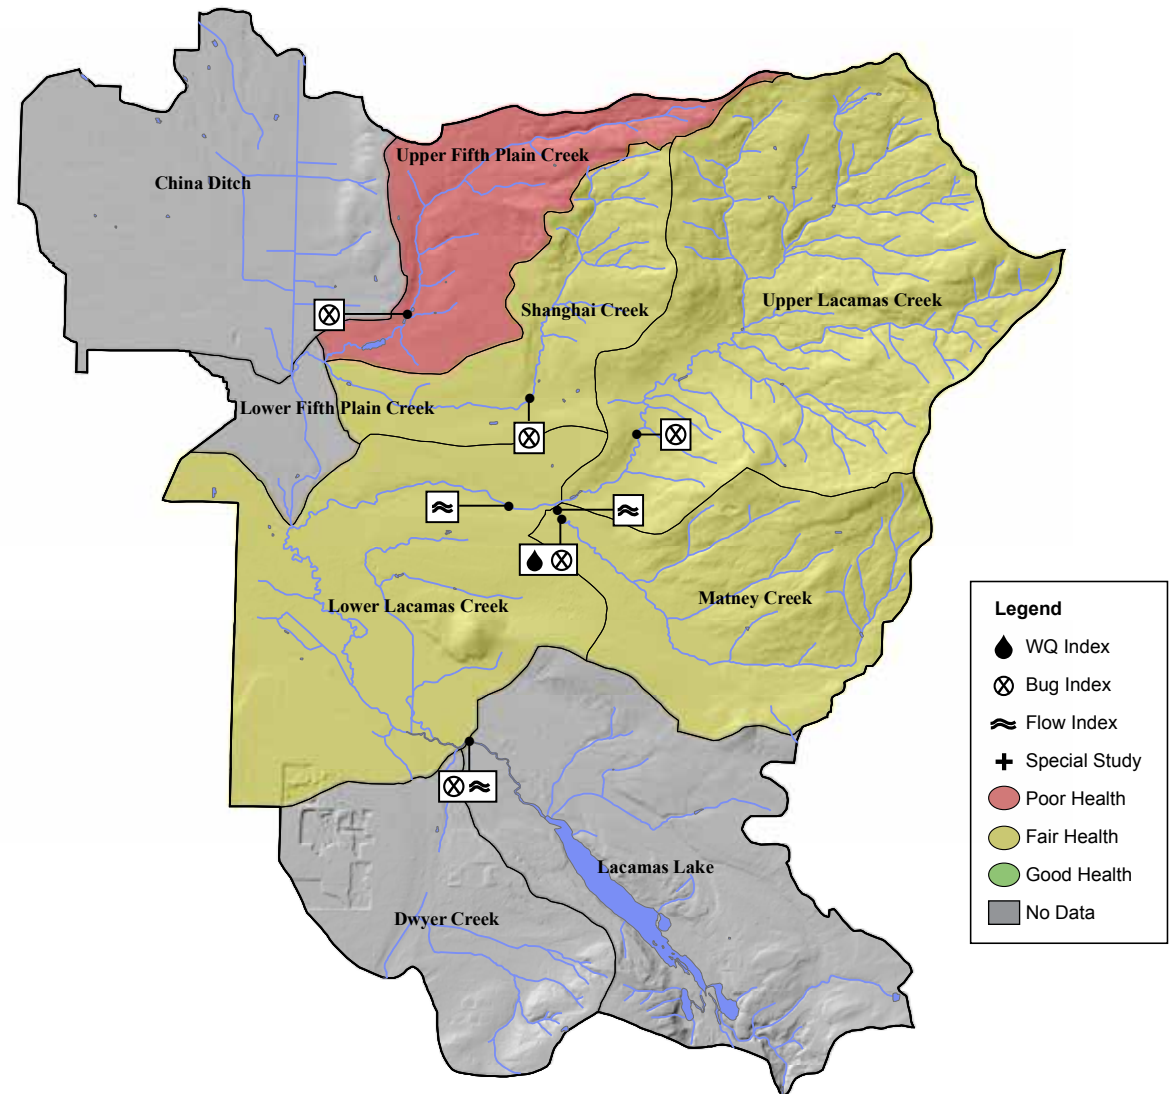 Upper Fifth Plain Creek
China Ditch
Shanghai Creek
Upper Lacamas Creek
Lower Fifth Plain Creek
Lower Lacamas Creek
Matney Creek
Lacamas Lake
Dwyer Creek
Legend
WQ Index
Bug Index
Flow Index
Special Study
Poor Health
Fair Health
Good Health
No Data